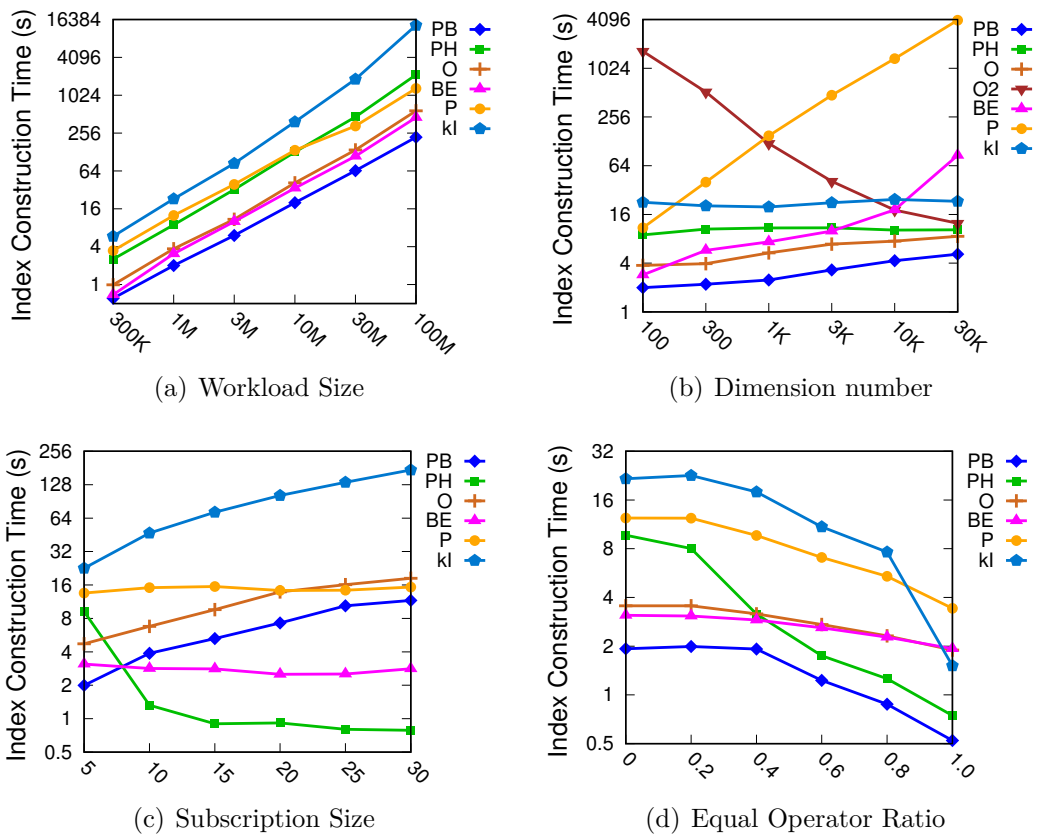 Index Construction Time (s)
16384
4096
1024
256
64
16
4
1
300K
1M
3M
10M
30M
100M
PB
PH
O
BE
P
kI
(a) Workload Size
Index Construction Time (s)
4096
1024
256
64
16
4
1
100
300
1K
3K
10K
30K
PB
PH
O
O2
BE
P
kI
(b) Dimension number
Index Construction Time (s)
256
128
64
32
16
8
4
2
1
0.5
5
10
15
20
25
30
PB
PH
O
BE
P
kI
(c) Subscription Size
Index Construction Time (s)
32
16
8
4
2
1
0.5
0
0.2
0.4
0.6
0.8
1.0
PB
PH
O
BE
P
kI
(d) Equal Operator Ratio